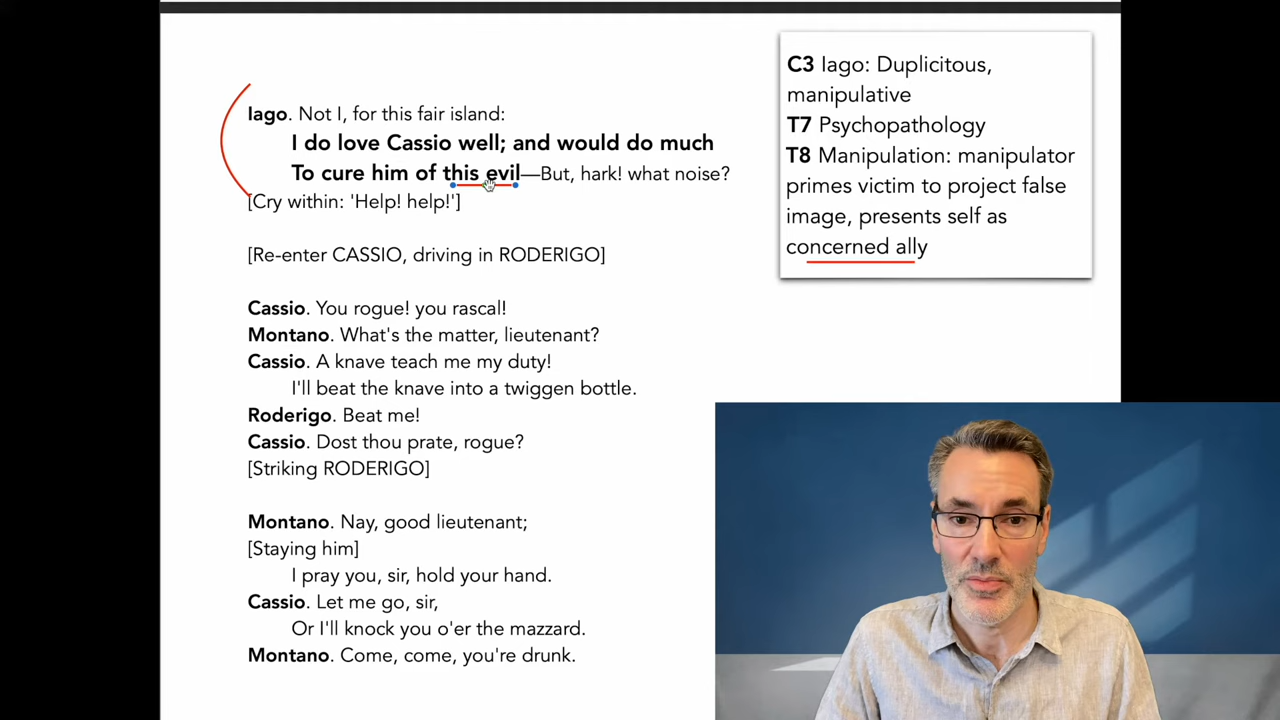 Iago. Not I, for this fair island:
I do love Cassio well; and would do much
To cure him of this evil—But, hark! what noise?
[Cry within: 'Help! help!']
[Re-enter CASSIO, driving in RODERIGO]
Cassio. You rogue! you rascal!
Montano. What's the matter, lieutenant?
Cassio. A knave teach me my duty!
I'll beat the knave into a twiggen bottle.
Roderigo. Beat me!
Cassio. Dost thou prate, rogue?
[Striking RODERIGO]
Montano. Nay, good lieutenant;
[Staying him]
I pray you, sir, hold your hand.
Cassio. Let me go, sir,
Or I'll knock you o'er the mazzard.
Montano. Come, come, you're drunk.
C3 Iago: Duplicitous,
manipulative
T7 Psychopathology
T8 Manipulation: manipulator
primes victim to project false
image, presents self as
concerned ally